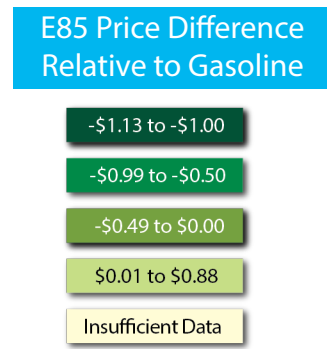 E85 Price Difference
Relative to Gasoline
-$1.13 to -$1.00
-$0.99 to -$0.50
-$0.49 to $0.00
$0.01 to $0.88
Insufficient Data